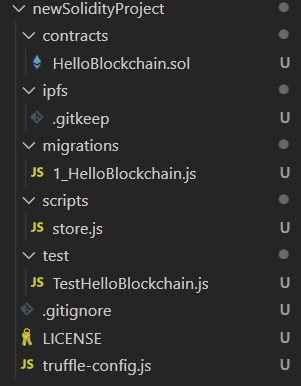 newSolidityProject
contracts
HelloBlockchain.sol U
ipfs
.gitkeep U
migrations
JS 1_HelloBlockchain.js U
scripts
JS store.js U
test
JS TestHelloBlockchain.js U
.gitignore U
LICENSE U
JS truffle-config.js U